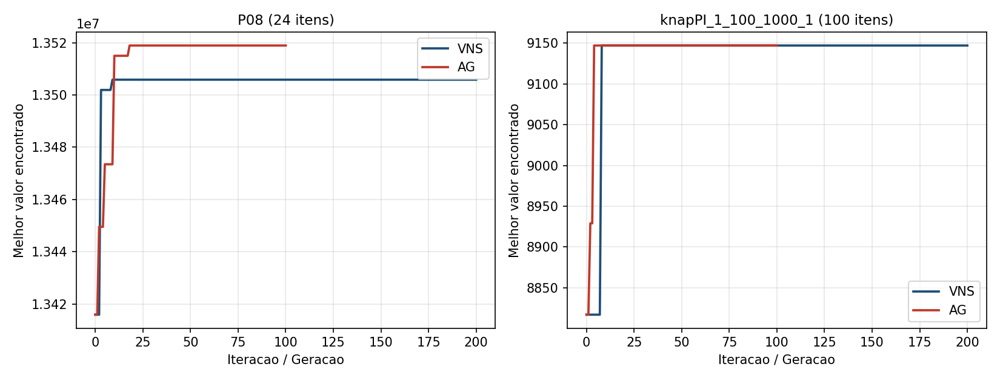 P08 (24 itens)
1e7
1.352
1.350
1.348
1.346
1.344
1.342
Melhor valor encontrado
VNS
AG
0 25 50 75 100 125 150 175 200
Iteracao / Geracao
knapPI_1_100_1000_1 (100 itens)
9150
9100
9050
9000
8950
8900
8850
Melhor valor encontrado
VNS
AG
0 25 50 75 100 125 150 175 200
Iteracao / Geracao